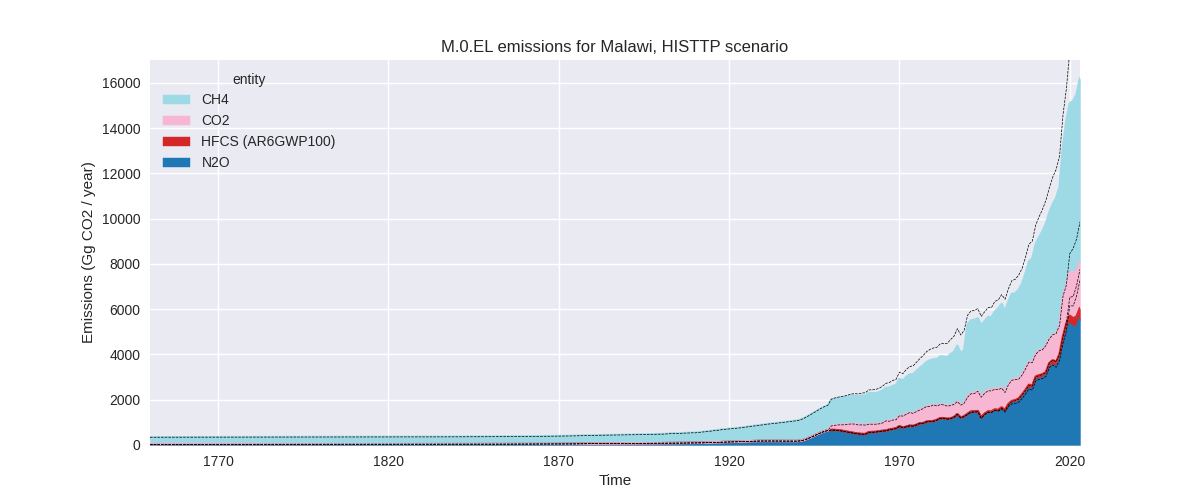 M.0.EL emissions for Malawi, HISTTP scenario
Emissions (Gg CO2 / year)
16000
14000
12000
10000
8000
6000
4000
2000
0
entity
CH4
CO2
HFCS (AR6GWP100)
N2O
1770 1820 1870 1920 1970 2020
Time